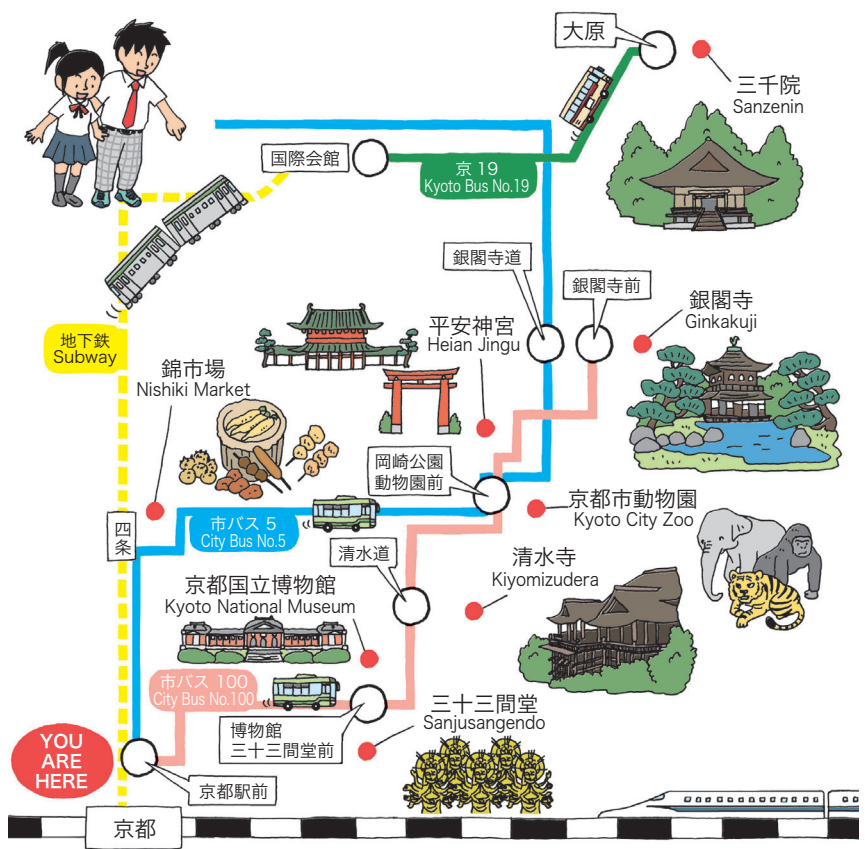 大原
三千院
Sanzenin
国際会館
京 19
Kyoto Bus No.19
銀閣寺道
銀閣寺前
銀閣寺
Ginkakuji
平安神宮
Heian Jingu
地下鉄
Subway
錦市場
Nishiki Market
岡崎公園
動物園前
京都市動物園
Kyoto City Zoo
四条
市バス 5
City Bus No.5
清水道
清水寺
Kiyomizudera
京都国立博物館
Kyoto National Museum
市バス 100
City Bus No.100
博物館
三十三間堂前
三十三間堂
Sanjusangendo
YOU
ARE
HERE
京都駅前
京都